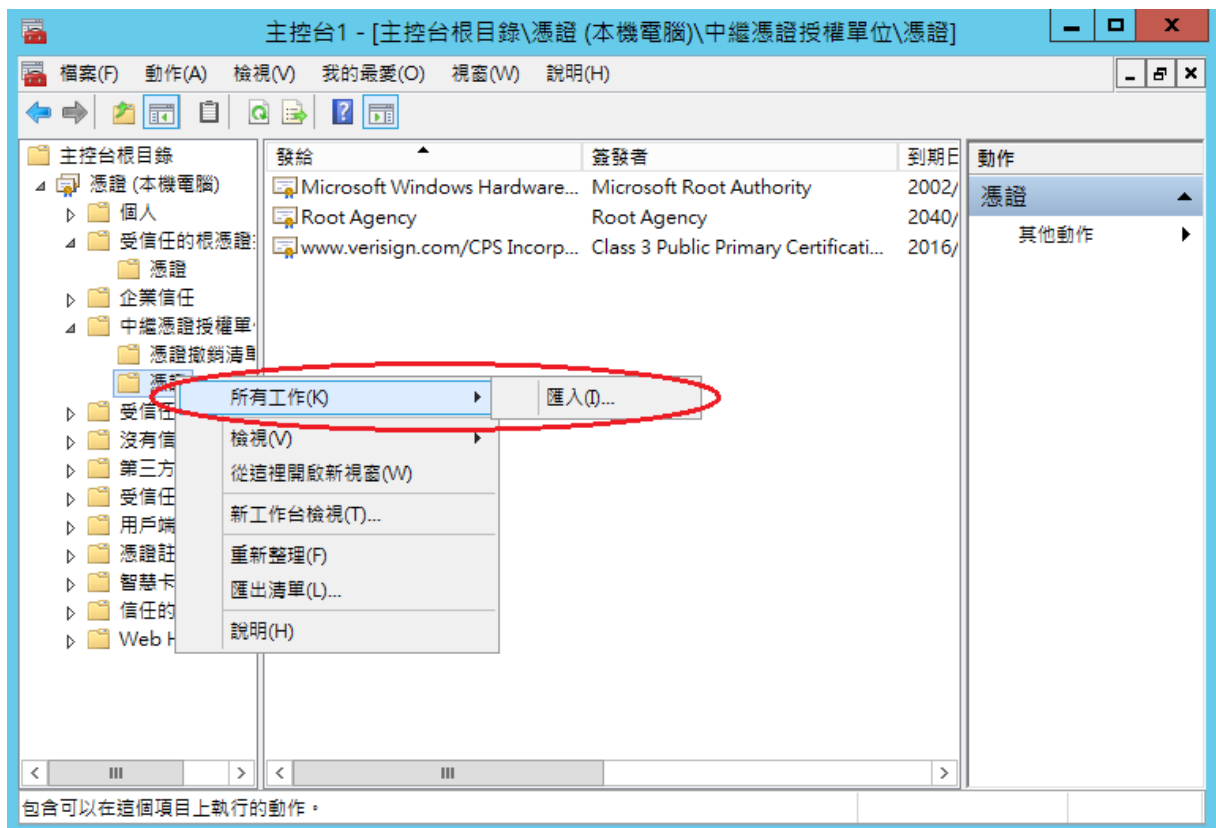 主控台1 - [主控台根目錄\憑證 (本機電腦)\中繼憑證授權單位\憑證]
檔案(F) 動作(A) 檢視(V) 我的最愛(O) 視窗(W) 說明(H)
主控台根目錄
憑證 (本機電腦)
個人
受信任的根憑證
憑證
企業信任
中繼憑證授權單
憑證撤銷清單
憑證
受信任
沒有信
第三方
受信任
用戶端
憑證註
智慧卡
信任的
Web H
發給 簽發者 到期日
Microsoft Windows Hardware... Microsoft Root Authority 2002/
Root Agency Root Agency 2040/
www.verisign.com/CPS Incorp... Class 3 Public Primary Certificati... 2016/
所有工作(K) 匯入(I)...
檢視(V)
從這裡開啟新視窗(W)
新工作台檢視(T)...
重新整理(F)
匯出清單(L)...
說明(H)
動作
憑證
其他動作
包含可以在這個項目上執行的動作。